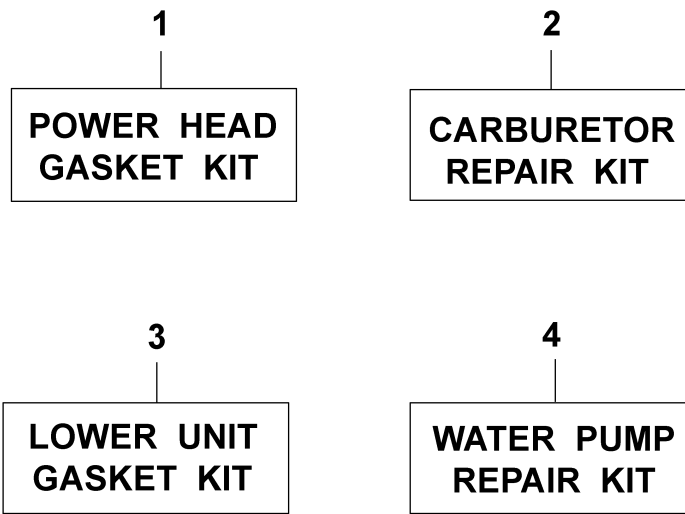 1
POWER HEAD
GASKET KIT
2
CARBURETOR
REPAIR KIT
3
LOWER UNIT
GASKET KIT
4
WATER PUMP
REPAIR KIT